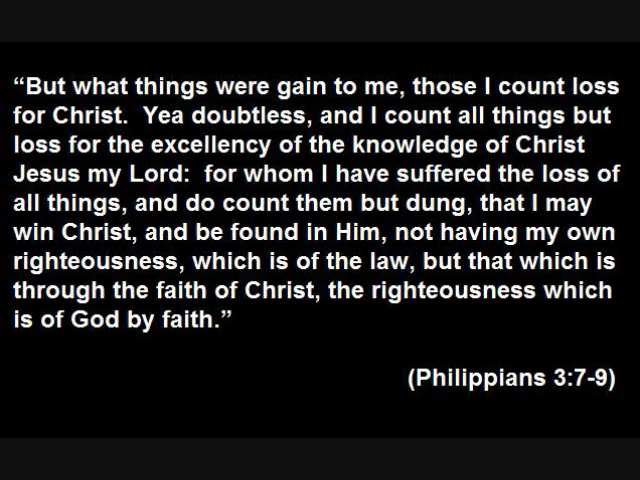 “But what things were gain to me, those I count loss
for Christ.  Yea doubtless, and I count all things but
loss for the excellency of the knowledge of Christ
Jesus my Lord:  for whom I have suffered the loss of
all things, and do count them but dung, that I may
win Christ, and be found in Him, not having my own
righteousness, which is of the law, but that which is
through the faith of Christ, the righteousness which
is of God by faith.”
(Philippians 3:7-9)